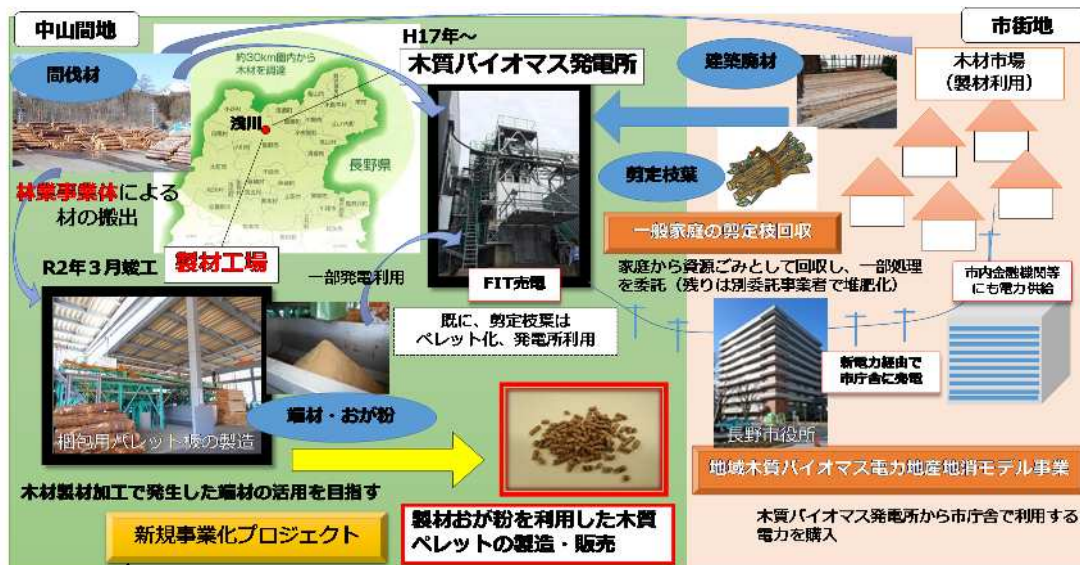 中山間地
市街地
間伐材
約30km圏内から
木材を調達
浅川
長野県
H17年～
木質バイオマス発電所
建築廃材
木材市場
(製材利用)
剪定枝葉
林業事業体による
材の搬出
一般家庭の剪定枝回収
R2年３月竣工
製材工場
一部発電利用
FIT売電
家庭から資源ごみとして回収し、一部処理
を委託（残りは別委託事業者で堆肥化）
市内金融機関等
にも電力供給
既に、剪定枝葉は
ペレット化、発電所利用
新電力経由で
市庁舎に売電
端材・おが粉
梱包用パレット板の製造
長野市役所
地域木質バイオマス電力地産地消モデル事業
木材製材加工で発生した端材の活用を目指す
新規事業化プロジェクト
製材おが粉を利用した木質
ペレットの製造・販売
木質バイオマス発電所から市庁舎で利用する
電力を購入